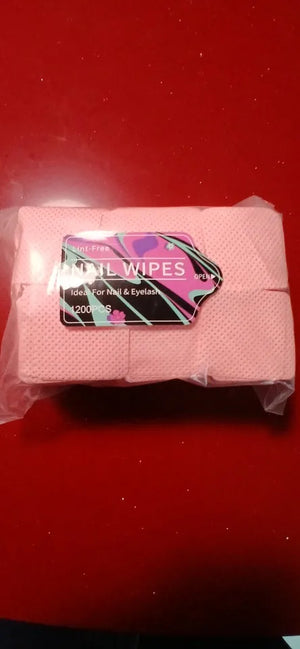 Lint-Free
NAIL WIPES
OPEN
Ideal For Nail & Eyelash
1200PCS